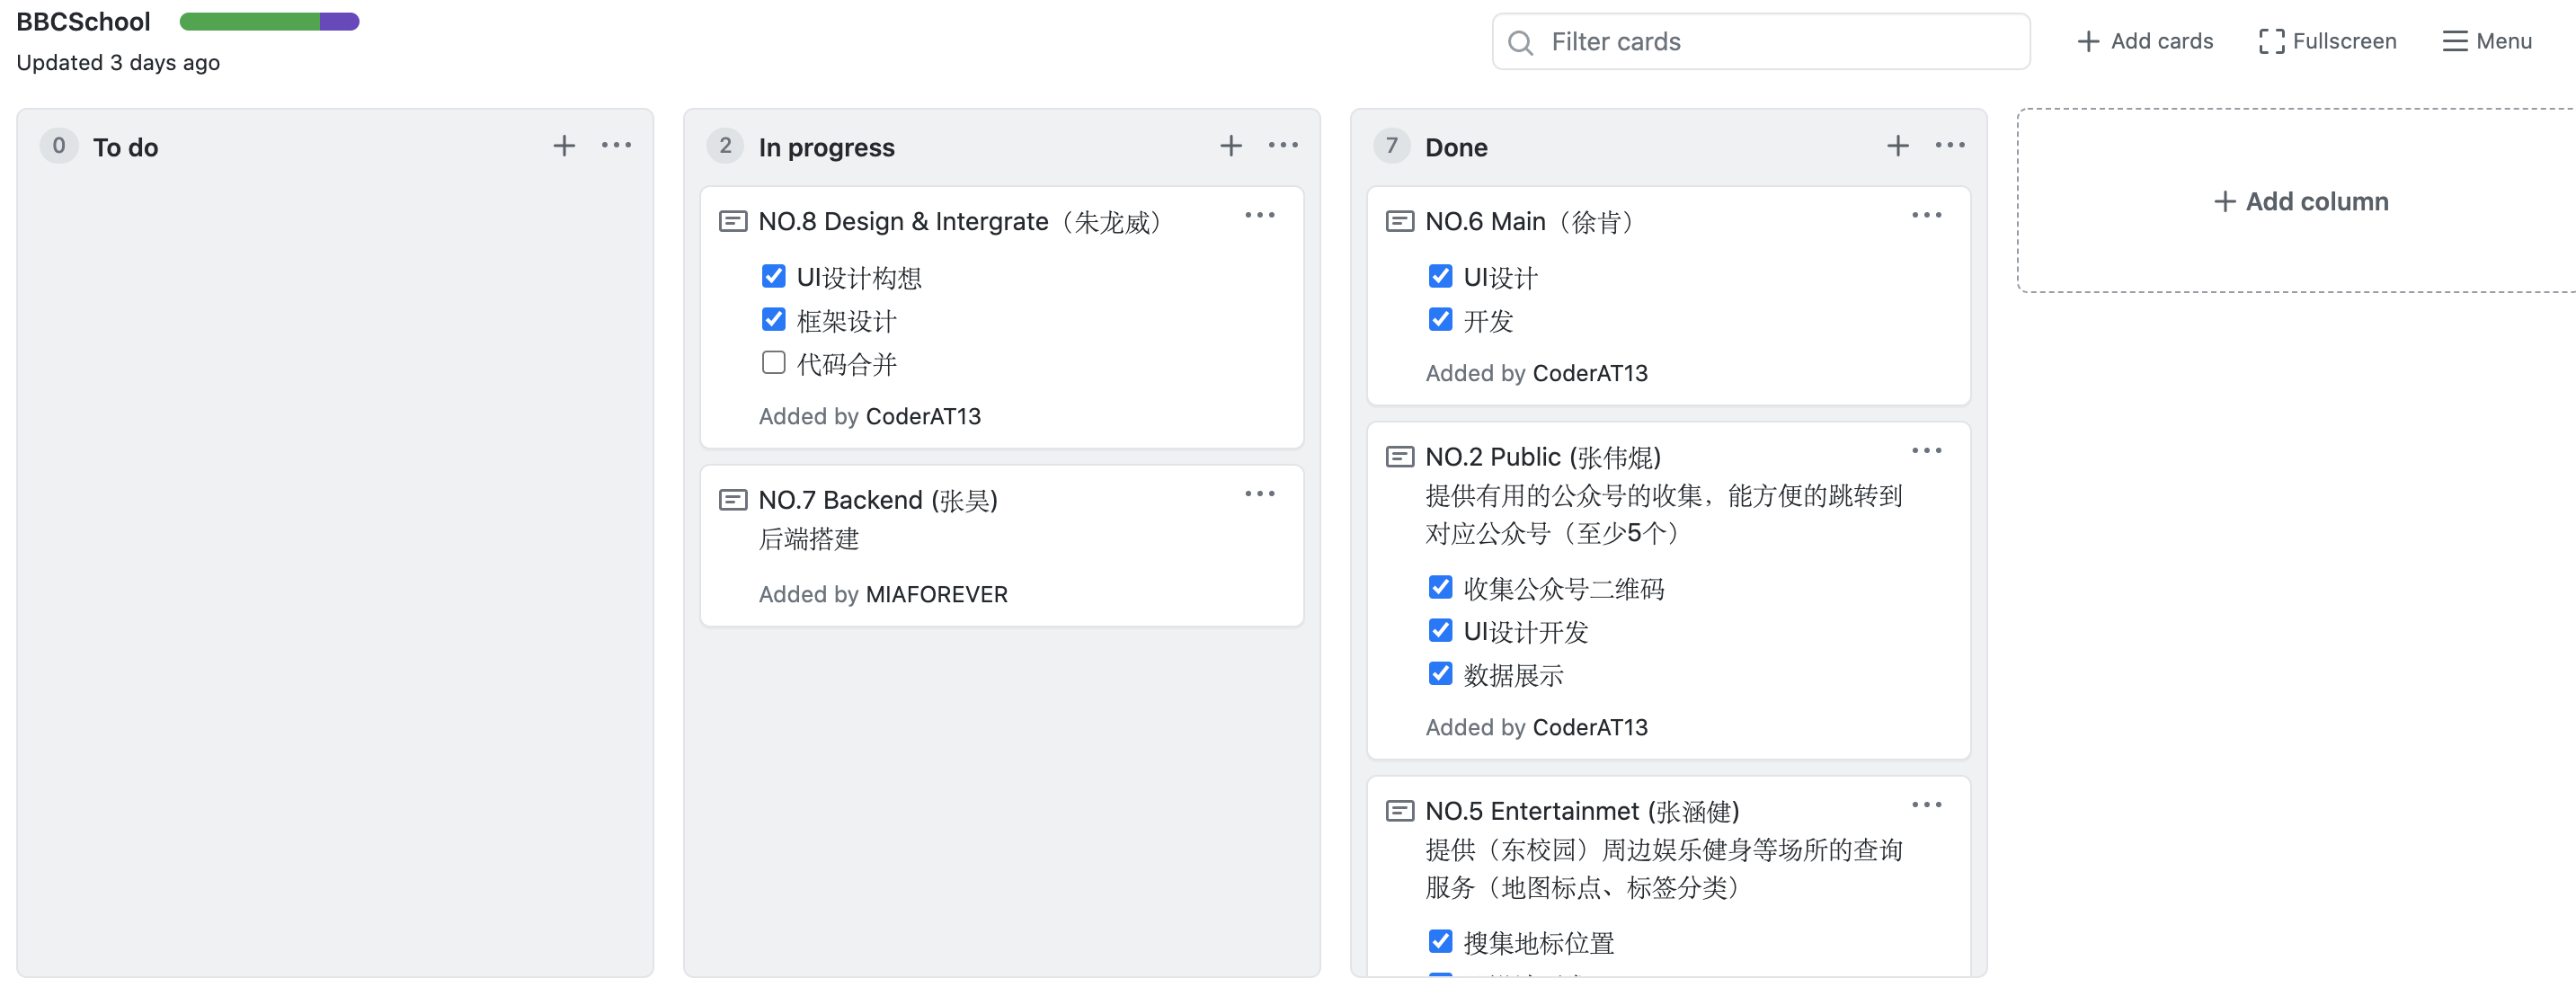 BBCSchool
Updated 3 days ago
Filter cards
Add cards
Fullscreen
Menu
0 To do
2 In progress
NO.8 Design & Intergrate（朱龙威）
UI设计构想
框架设计
代码合并
Added by CoderAT13
NO.7 Backend (张昊)
后端搭建
Added by MIAFOREVER
7 Done
NO.6 Main（徐肯）
UI设计
开发
Added by CoderAT13
NO.2 Public (张伟焜)
提供有用的公众号的收集，能方便的跳转到
对应公众号（至少5个）
收集公众号二维码
UI设计开发
数据展示
Added by CoderAT13
NO.5 Entertainmet (张涵健)
提供（东校园）周边娱乐健身等场所的查询
服务（地图标点、标签分类）
搜集地标位置
Add column